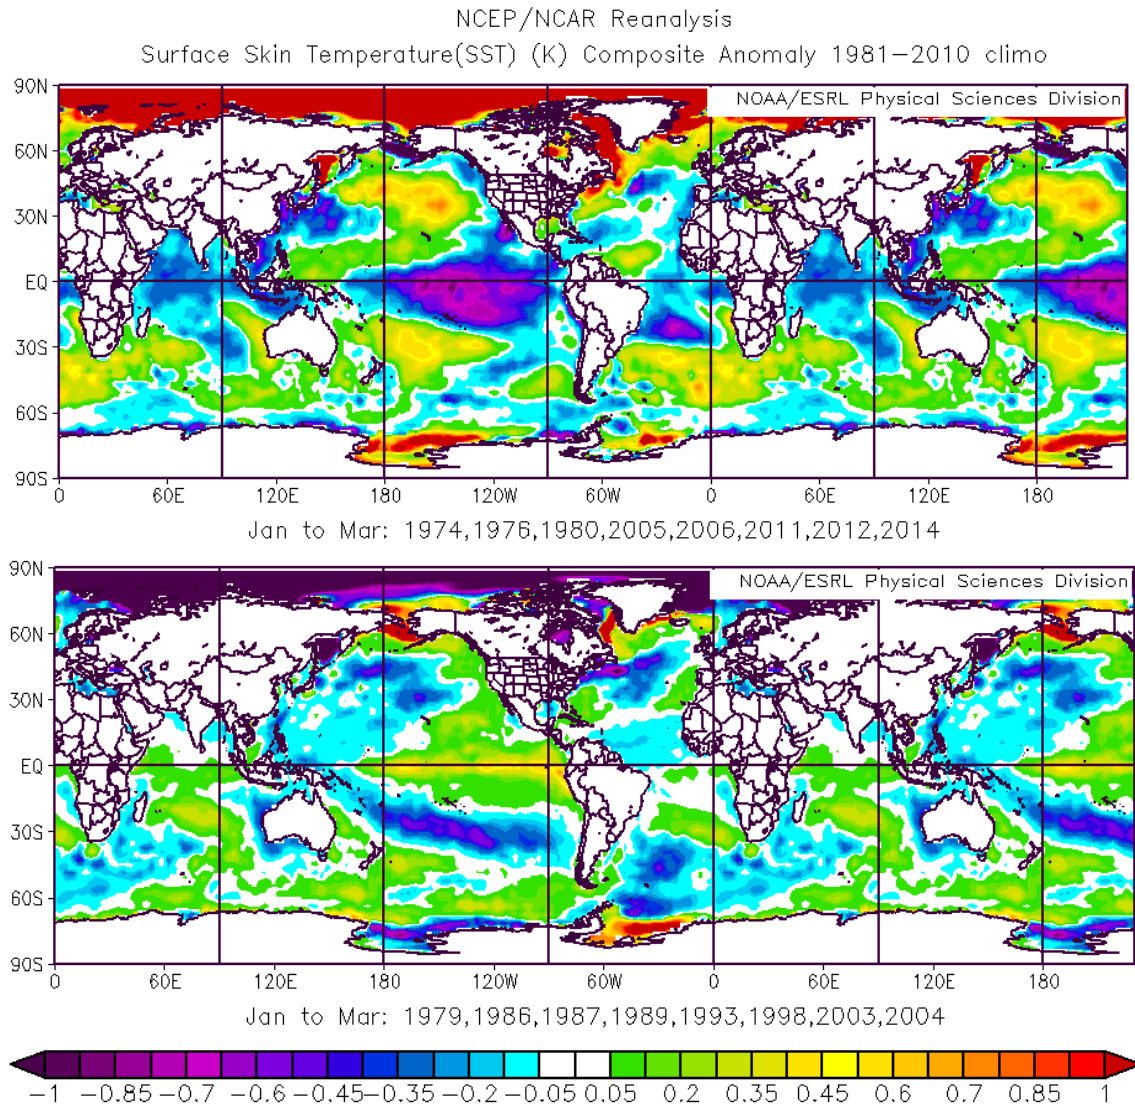 NCEP/NCAR Reanalysis
Surface Skin Temperature(SST) (K) Composite Anomaly 1981−2010 climo
NOAA/ESRL Physical Sciences Division
90N
60N
30N
EQ
30S
60S
90S
0 60E 120E 180 120W 60W 0 60E 120E 180
Jan to Mar: 1974,1976,1980,2005,2006,2011,2012,2014
NOAA/ESRL Physical Sciences Division
90N
60N
30N
EQ
30S
60S
90S
0 60E 120E 180 120W 60W 0 60E 120E 180
Jan to Mar: 1979,1986,1987,1989,1993,1998,2003,2004
−1 −0.85 −0.7 −0.6 −0.45 −0.35 −0.2 −0.05 0.05 0.2 0.35 0.45 0.6 0.7 0.85 1